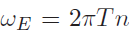 ω_E = 2πTn